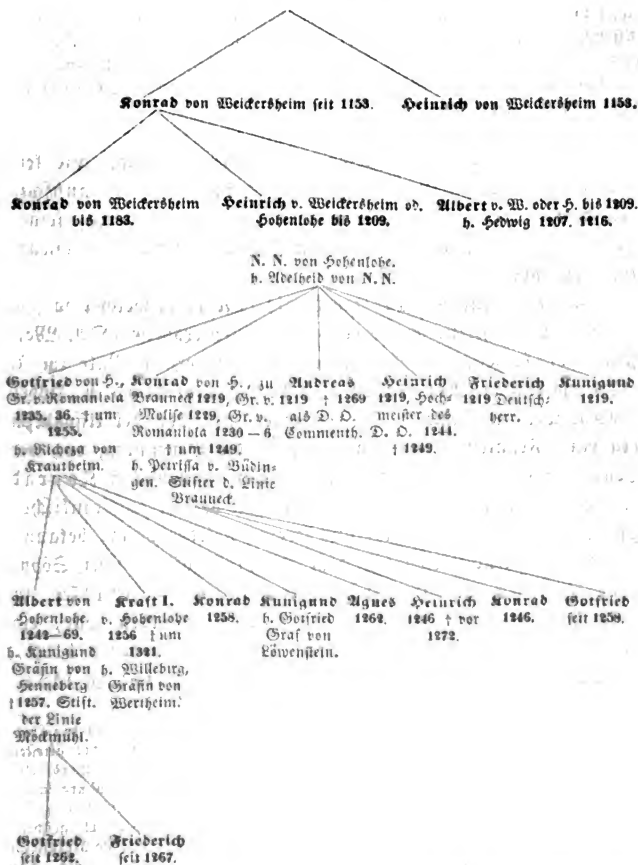 Konrad von Weickersheim seit 1153. Heinrich von Weickersheim 1153.
Konrad von Weickersheim
bis 1183.
Heinrich v. Weickersheim od.
Hohenlohe bis 1209.
Albert v. W. oder H. bis 1209.
h. Hedwig 1207. 1216.
N. N. von Hohenlohe.
h. Adelheid von N. N.
Gotfried von H.,
Gr. v. Romaniola
1235. 36. † um
1255.
h. Richeza von
Krautheim.
Konrad von H., zu
Brauneck 1219, Gr. v.
Molise 1229, Gr. v.
Romaniola 1230 – 6
† um 1249.
h. Petrissa v. Büdin-
gen. Stifter d. Linie
Brauneck.
Andreas
1219 † 1269
als D. O.
Commenth.
Heinrich
1219, Hoch-
meister des
D. O. 1244.
† 1249.
Friederich
1219 Deutsch-
herr.
Kunigund
1219.
Albert von
Hohenlohe.
1242—69.
h. Kunigund
Gräfin von
Henneberg
† 1257. Stift.
der Linie
Möckmühl.
Kraft I.
v. Hohenlohe
1256 † um
1321.
h. Willebirg,
Gräfin von
Wertheim.
Konrad
1258.
Kunigund
h. Gotfried
Graf von
Löwenstein.
Agnes
1262.
Heinrich
1246 † vor
1272.
Konrad
1246.
Gotfried
seit 1258.
Gotfried
seit 1262.
Friederich
seit 1267.